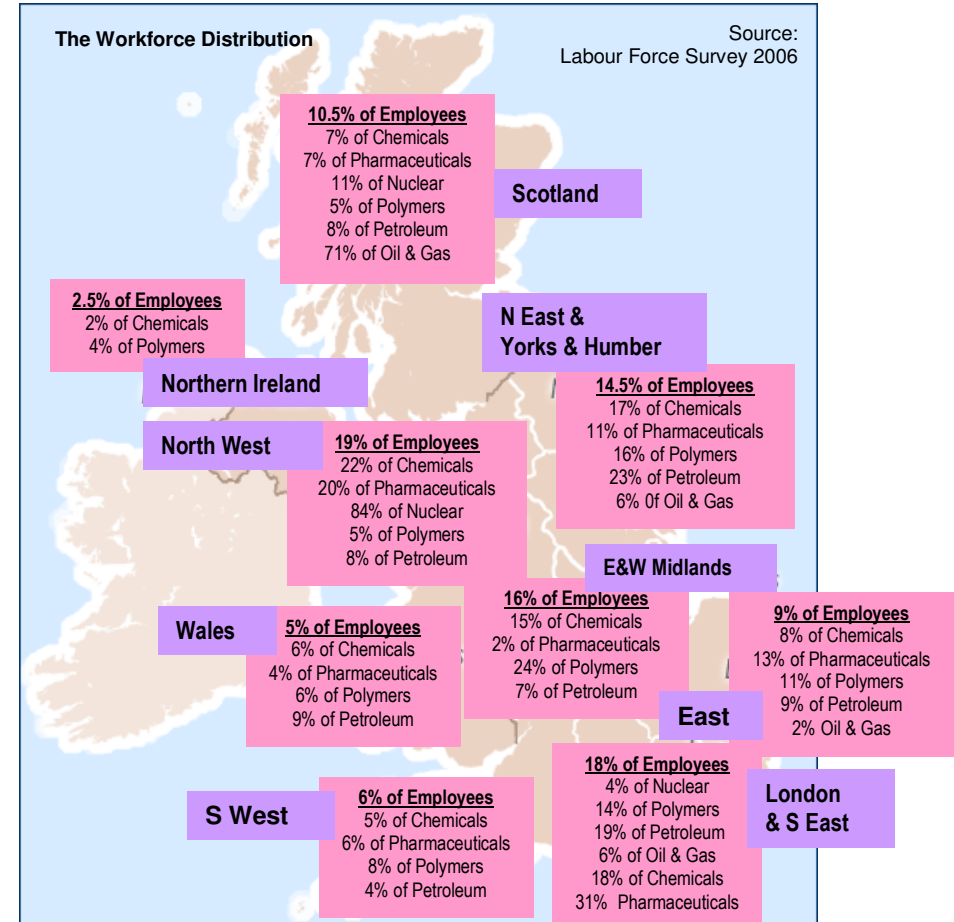 The Workforce Distribution
Source:
Labour Force Survey 2006
10.5% of Employees
7% of Chemicals
7% of Pharmaceuticals
11% of Nuclear
5% of Polymers
8% of Petroleum
71% of Oil & Gas
Scotland
2.5% of Employees
2% of Chemicals
4% of Polymers
Northern Ireland
N East &
Yorks & Humber
14.5% of Employees
17% of Chemicals
11% of Pharmaceuticals
16% of Polymers
23% of Petroleum
6% 0f Oil & Gas
North West
19% of Employees
22% of Chemicals
20% of Pharmaceuticals
84% of Nuclear
5% of Polymers
8% of Petroleum
E&W Midlands
16% of Employees
15% of Chemicals
2% of Pharmaceuticals
24% of Polymers
7% of Petroleum
Wales
5% of Employees
6% of Chemicals
4% of Pharmaceuticals
6% of Polymers
9% of Petroleum
9% of Employees
8% of Chemicals
13% of Pharmaceuticals
11% of Polymers
9% of Petroleum
2% Oil & Gas
East
18% of Employees
4% of Nuclear
14% of Polymers
19% of Petroleum
6% of Oil & Gas
18% of Chemicals
31% Pharmaceuticals
London
& S East
S West
6% of Employees
5% of Chemicals
6% of Pharmaceuticals
8% of Polymers
4% of Petroleum